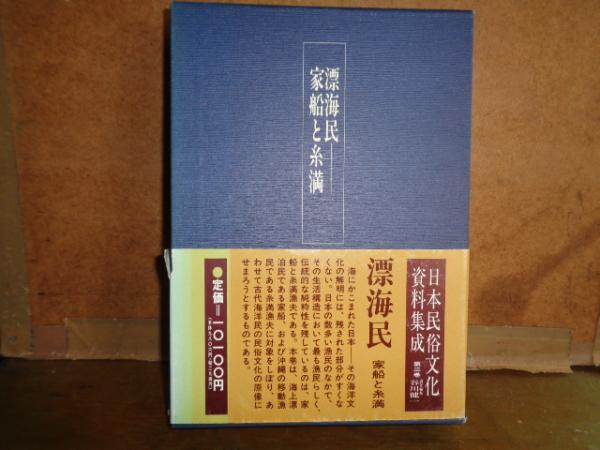 漂海民――
家船と糸満
日本民俗文化
資料集成
第三巻
谷川健一
漂海民
家船と糸満
海にかこまれた日本――その海洋文
化の解明には、残された部分がすくな
くない。日本の数多い漁民のなかで、
その生活構造において最も漁民らしく、
伝統的な純粋性を残しているのは、家
船と糸満漁夫である。本巻は、海上漂
泊民である家船、および沖縄の移動漁
民である糸満漁夫に対象をしぼり、あ
わせて古代海洋民の民俗文化の原像に
せまろうとするものである。
●定価=一〇一〇〇円